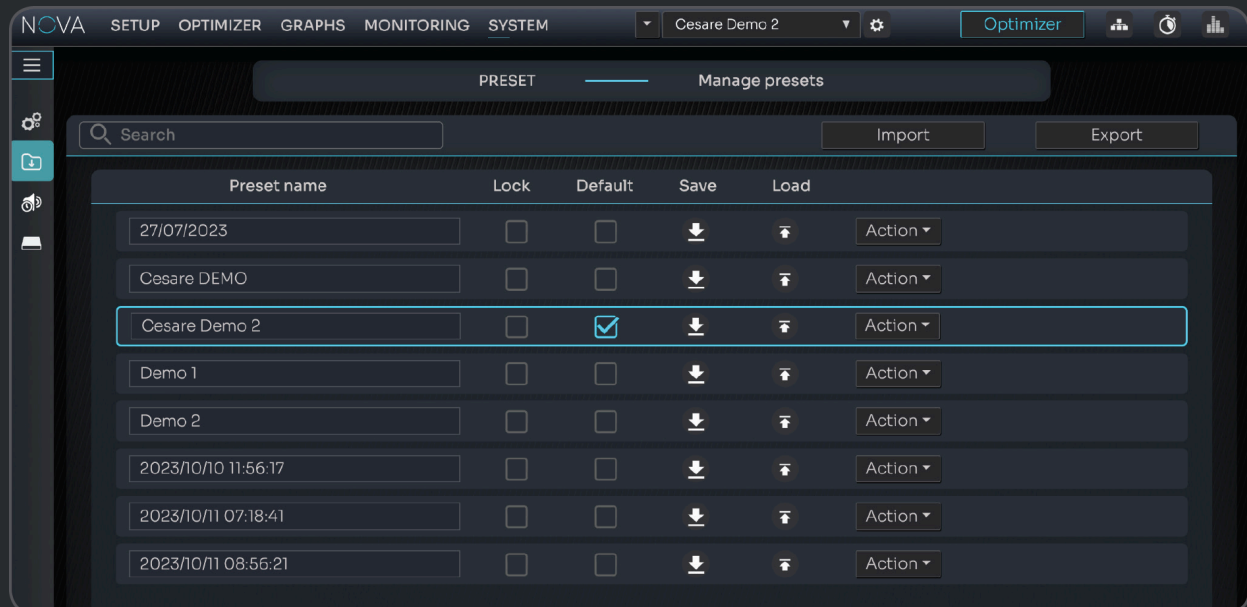 NOVA SETUP OPTIMIZER GRAPHS MONITORING SYSTEM Cesare Demo 2 Optimizer
PRESET Manage presets
Search Import Export
Preset name Lock Default Save Load
27/07/2023 Action
Cesare DEMO Action
Cesare Demo 2 Action
Demo 1 Action
Demo 2 Action
2023/10/10 11:56:17 Action
2023/10/11 07:18:41 Action
2023/10/11 08:56:21 Action